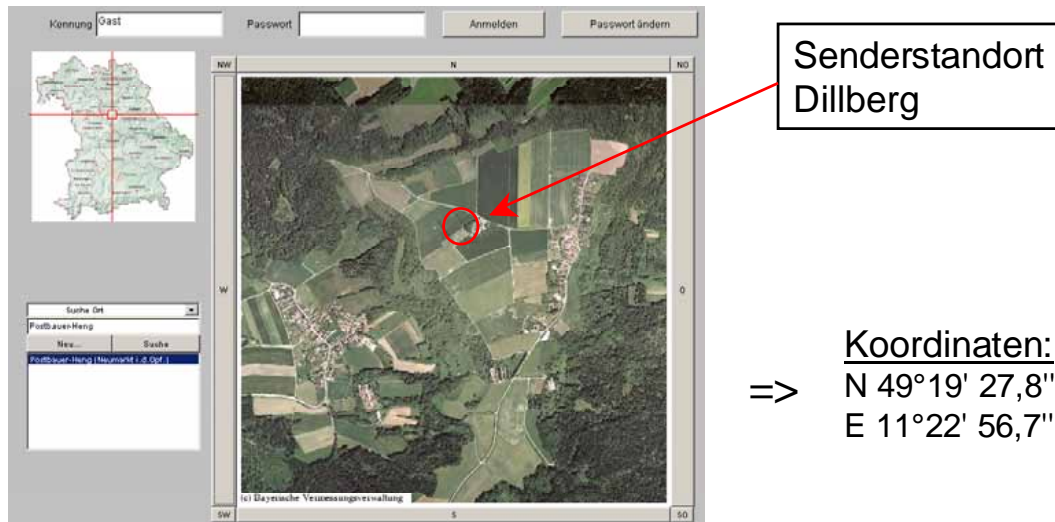 Kennung Gast Passwort Anmelden Passwort ändern
NW N NO
W O
Suche Ort
Postbauer-Heng
Neu... Suche
Postbauer-Heng (Neumarkt i.d.Opf.)
(c) Bayerische Vermessungsverwaltung
SW S SO
Senderstandort
Dillberg
Koordinaten:
=> N 49°19' 27,8"
E 11°22' 56,7"